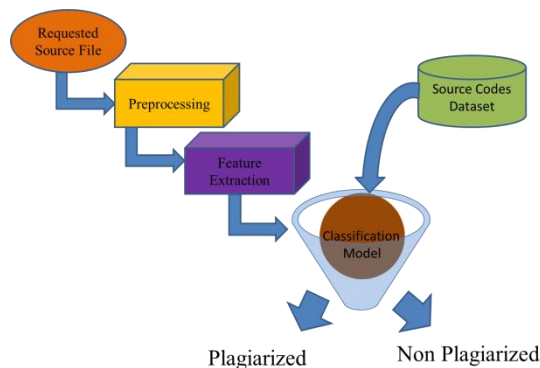 Requested
Source File
Preprocessing
Source Codes
Dataset
Feature
Extraction
Classification
Model
Plagiarized
Non Plagiarized